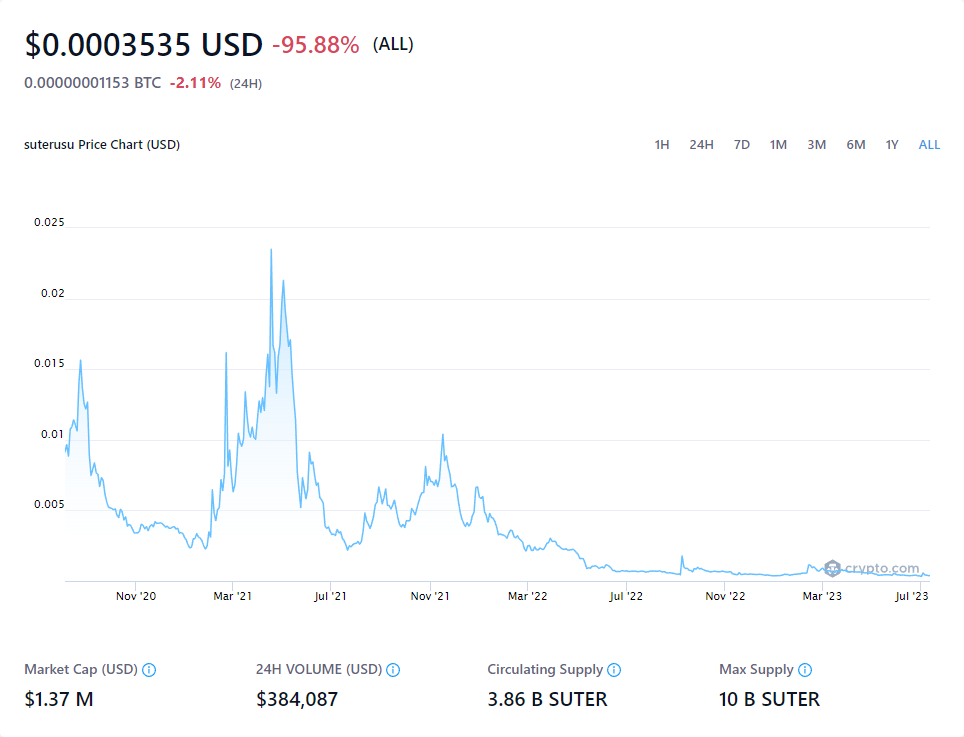 $0.0003535 USD -95.88% (ALL)
0.00000001153 BTC -2.11% (24H)
suterusu Price Chart (USD) 1H 24H 7D 1M 3M 6M 1Y ALL
0.025
0.02
0.015
0.01
0.005
crypto.com
Nov '20 Mar '21 Jul '21 Nov '21 Mar '22 Jul '22 Nov '22 Mar '23 Jul '23
Market Cap (USD) 24H VOLUME (USD) Circulating Supply Max Supply
$1.37 M $384,087 3.86 B SUTER 10 B SUTER